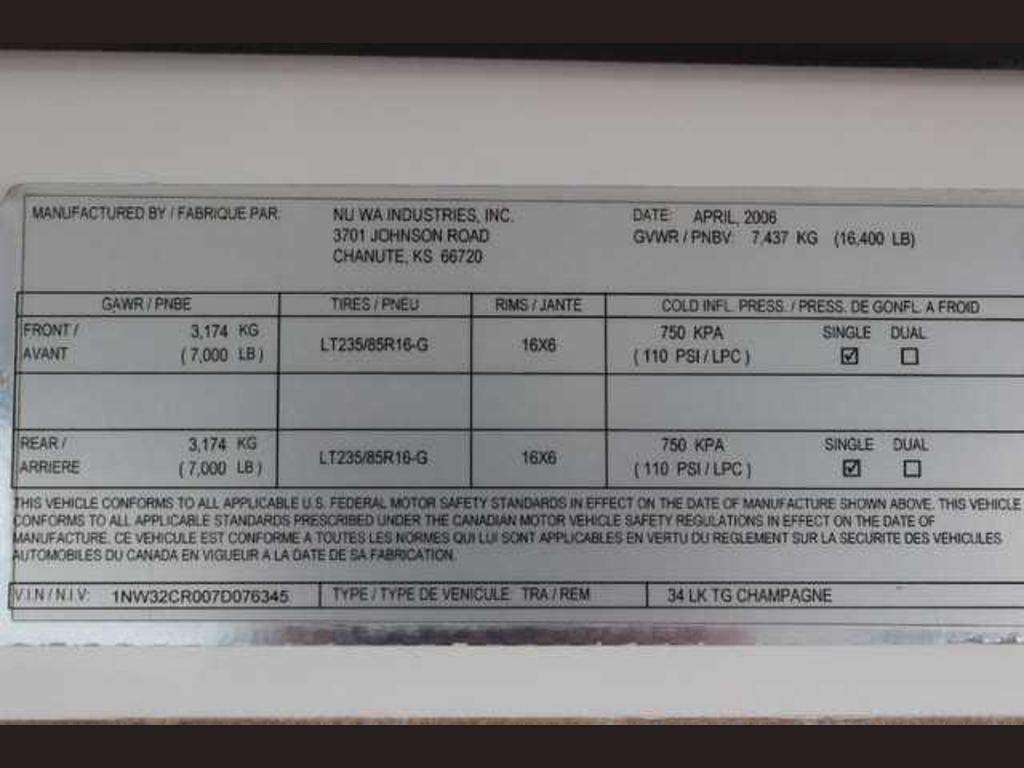 MANUFACTURED BY / FABRIQUE PAR: NU WA INDUSTRIES, INC. DATE: APRIL, 2006
3701 JOHNSON ROAD GVWR / PNBV: 7,437 KG (16,400 LB)
CHANUTE, KS 66720
GAWR / PNBE TIRES / PNEU RIMS / JANTE COLD INFL. PRESS. / PRESS. DE GONFL. A FROID
FRONT / 3,174 KG LT235/85R16-G 16X6 750 KPA SINGLE DUAL
AVANT (7,000 LB) (110 PSI / LPC) ☑ ☐
REAR / 3,174 KG LT235/85R16-G 16X6 750 KPA SINGLE DUAL
ARRIERE (7,000 LB) (110 PSI / LPC) ☑ ☐
THIS VEHICLE CONFORMS TO ALL APPLICABLE U.S. FEDERAL MOTOR SAFETY STANDARDS IN EFFECT ON THE DATE OF MANUFACTURE SHOWN ABOVE. THIS VEHICLE
CONFORMS TO ALL APPLICABLE STANDARDS PRESCRIBED UNDER THE CANADIAN MOTOR VEHICLE SAFETY REGULATIONS IN EFFECT ON THE DATE OF
MANUFACTURE. CE VEHICULE EST CONFORME A TOUTES LES NORMES QUI LUI SONT APPLICABLES EN VERTU DU REGLEMENT SUR LA SECURITE DES VEHICULES
AUTOMOBILES DU CANADA EN VIGUEUR A LA DATE DE SA FABRICATION.
V.I.N / N.I.V: 1NW32CR007D076345 TYPE / TYPE DE VENICULE: TRA / REM 34 LK TG CHAMPAGNE